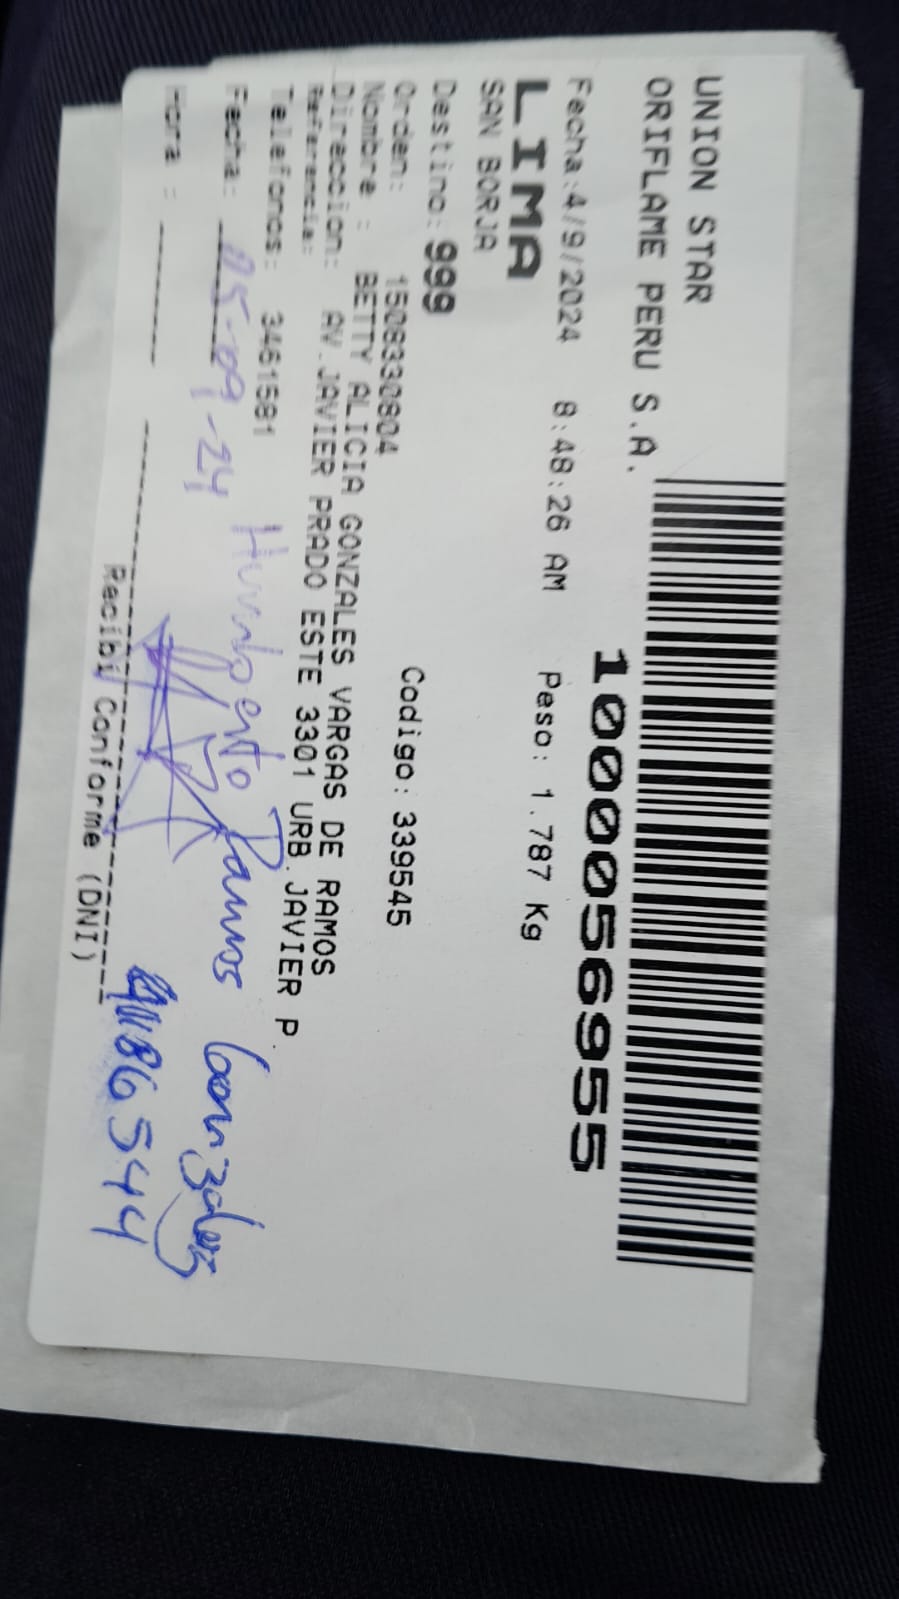 UNION STAR
ORIFLAME PERU S.A.
1000056955
Fecha:4/9/2024 8:48:26 AM Peso: 1.787 Kg
LIMA
SAN BORJA
Destino: 999
Orden: 1508330804 Codigo: 339545
Nombre : BETTY ALICIA GONZALES VARGAS DE RAMOS
Direccion: AV.JAVIER PRADO ESTE 3301 URB. JAVIER P.
Referencia:
Telefonos: 3461581
Fecha: 05-09-24 Ramos Gonzales
Hora :
Recibi Conforme (DNI)